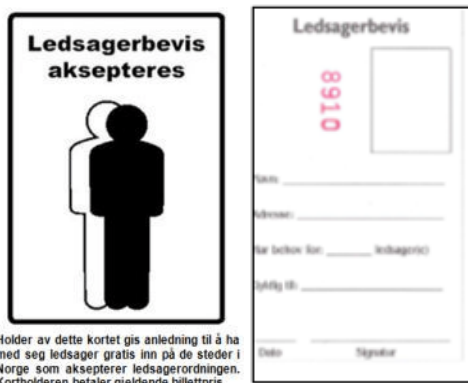 Ledsagerbevis
aksepteres
Holder av dette kortet gis anledning til å ha
med seg ledsager gratis inn på de steder i
Norge som aksepterer ledsagerordningen.
Kortholderen betaler gjeldende billettpris
Ledsagerbevis
8910
Navn:
Adresse:
Har behov for: ledsager(e)
Gyldig til:
Dato Signatur